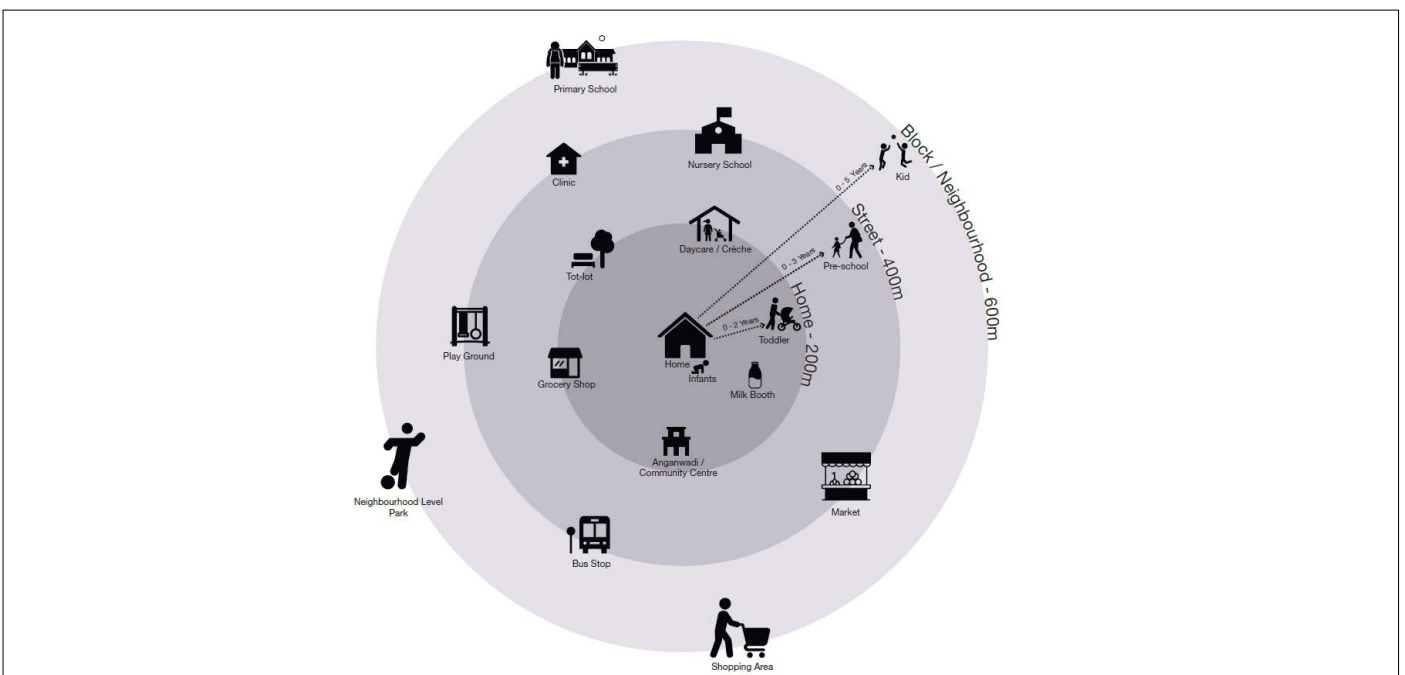 Primary School
Nursery School
Clinic
Kid
Block / Neighbourhood - 600m
0 - 5 Years
Street - 400m
Daycare / Crèche
Pre-school
0 - 3 Years
Tot-lot
Home - 200m
0 - 2 Years
Toddler
Play Ground
Home
Infants
Grocery Shop
Milk Booth
Anganwadi /
Community Centre
Neighbourhood Level
Park
Market
Bus Stop
Shopping Area